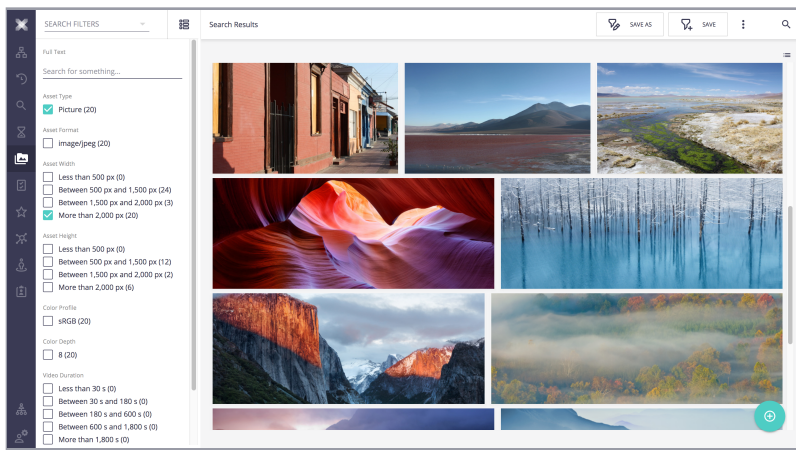 SEARCH FILTERS
Full Text
Search for something...
Asset Type
Picture (20)
Asset Format
image/jpeg (20)
Asset Width
Less than 500 px (0)
Between 500 px and 1,500 px (24)
Between 1,500 px and 2,000 px (3)
More than 2,000 px (20)
Asset Height
Less than 500 px (0)
Between 500 px and 1,500 px (12)
Between 1,500 px and 2,000 px (2)
More than 2,000 px (6)
Color Profile
sRGB (20)
Color Depth
8 (20)
Video Duration
Less than 30 s (0)
Between 30 s and 180 s (0)
Between 180 s and 600 s (0)
Between 600 s and 1,800 s (0)
More than 1,800 s (0)
Search Results
SAVE AS
SAVE